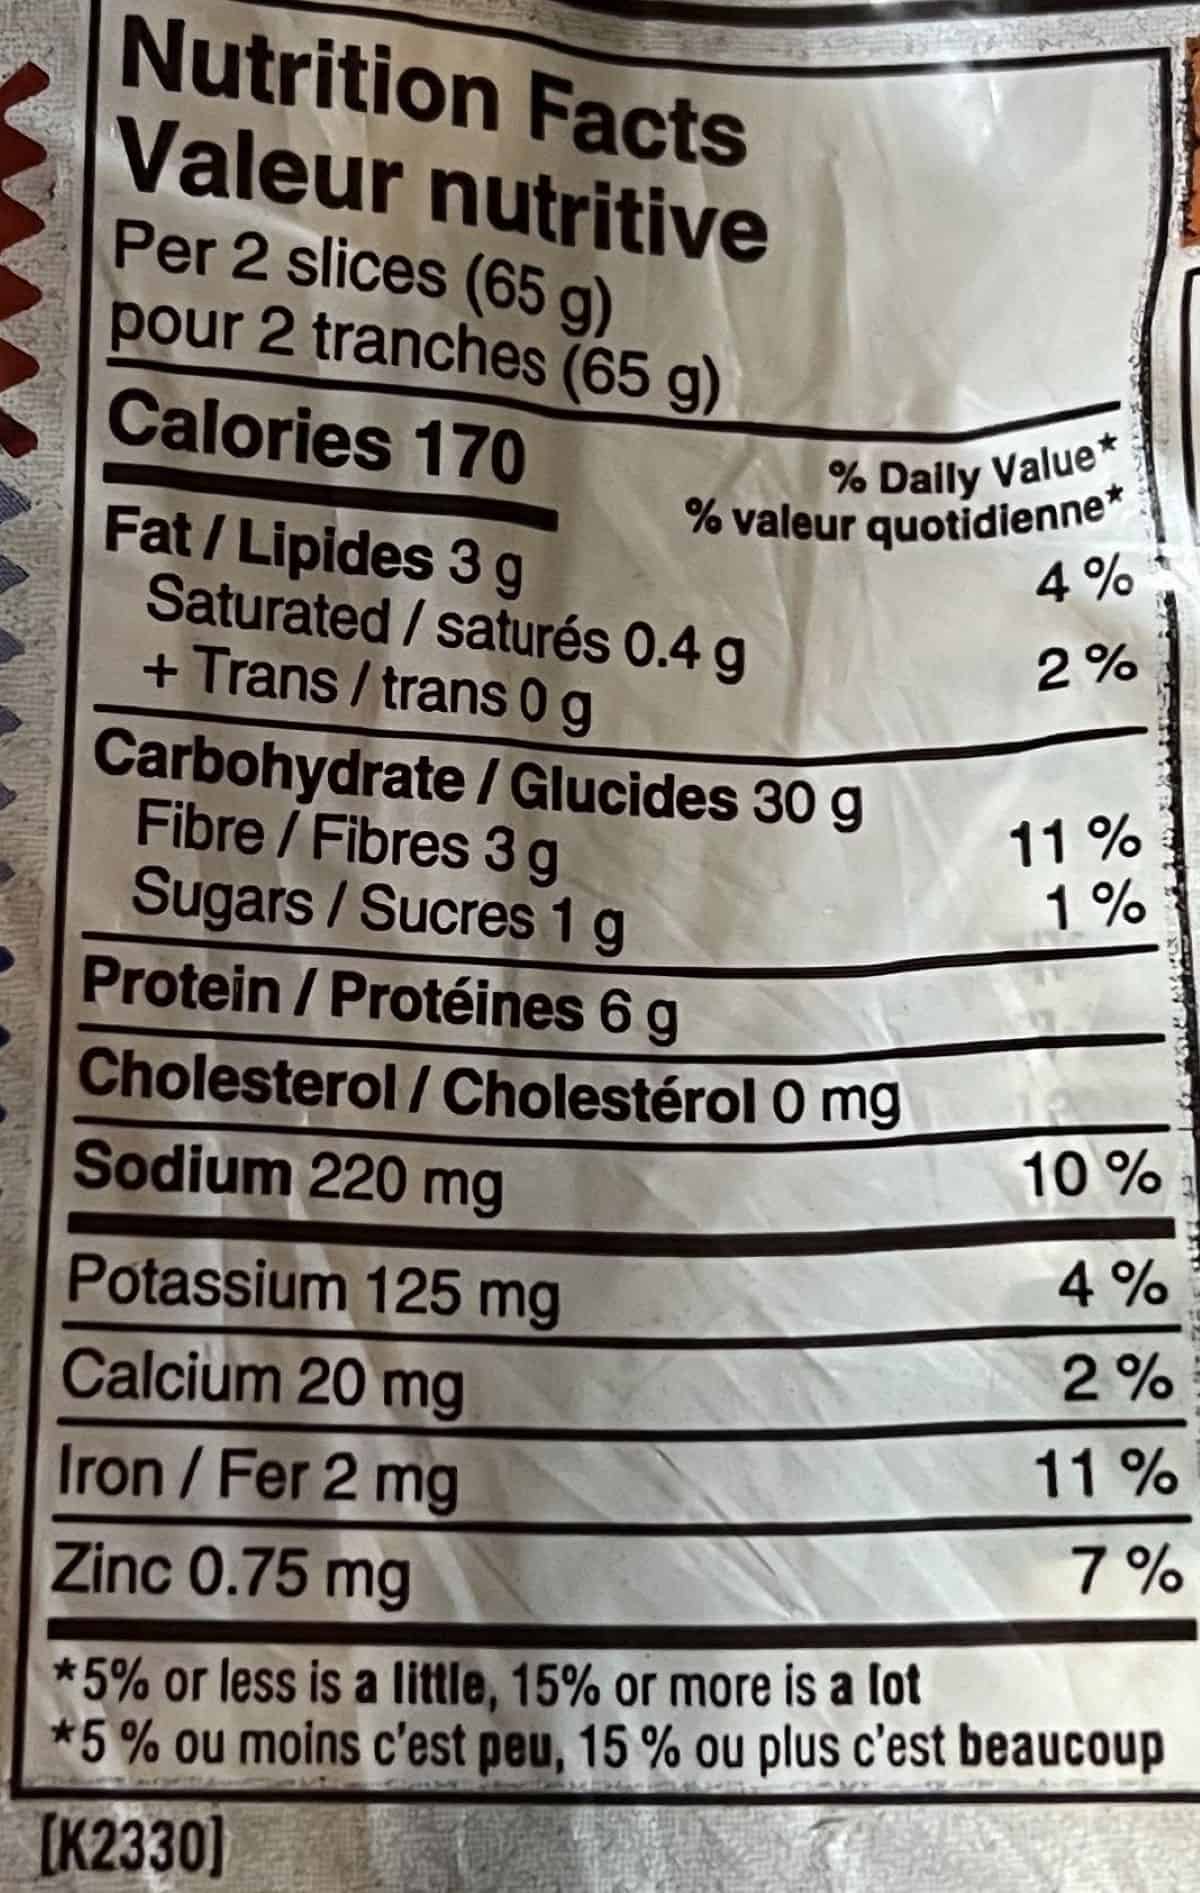 Nutrition Facts
Valeur nutritive
Per 2 slices (65 g)
pour 2 tranches (65 g)
Calories 170
% Daily Value*
% valeur quotidienne*
Fat / Lipides 3 g 4 %
Saturated / saturés 0.4 g 2 %
+ Trans / trans 0 g
Carbohydrate / Glucides 30 g
Fibre / Fibres 3 g 11 %
Sugars / Sucres 1 g 1 %
Protein / Protéines 6 g
Cholesterol / Cholestérol 0 mg
Sodium 220 mg 10 %
Potassium 125 mg 4 %
Calcium 20 mg 2 %
Iron / Fer 2 mg 11 %
Zinc 0.75 mg 7 %
*5% or less is a little, 15% or more is a lot
*5 % ou moins c'est peu, 15 % ou plus c'est beaucoup
[K2330]